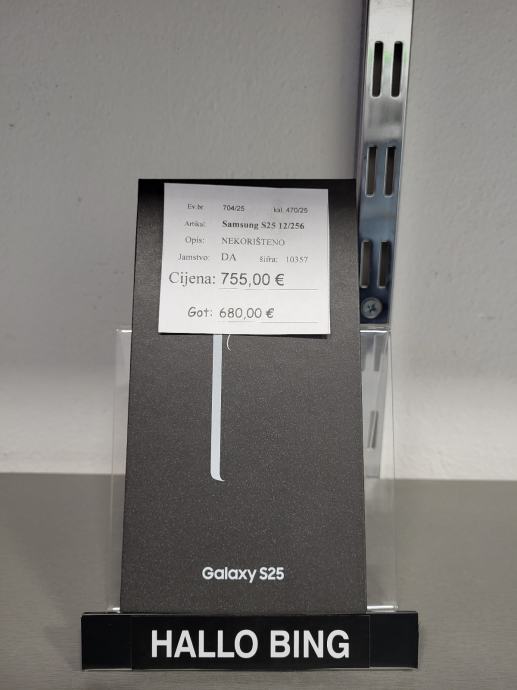 Ev.br. 704/25 kal. 470/25
Artikal: Samsung S25 12/256
Opis: NEKORIŠTENO
Jamstvo: DA šifra: 10357
Cijena: 755,00 €
Got: 680,00 €
Galaxy S25
HALLO BING